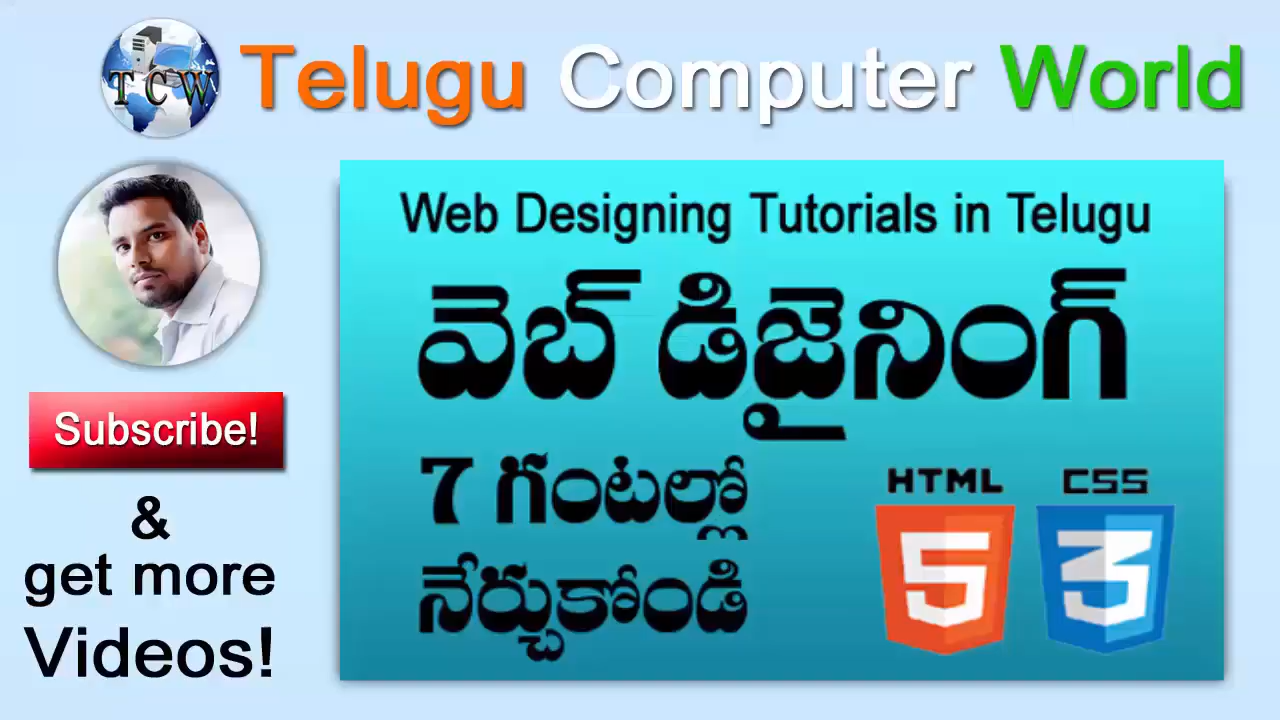 TCW
Telugu Computer World
Web Designing Tutorials in Telugu
వెబ్ డిజైనింగ్
7 గంటల్లో
నేర్చుకోండి
HTML CSS
5 3
Subscribe!
&
get more
Videos!